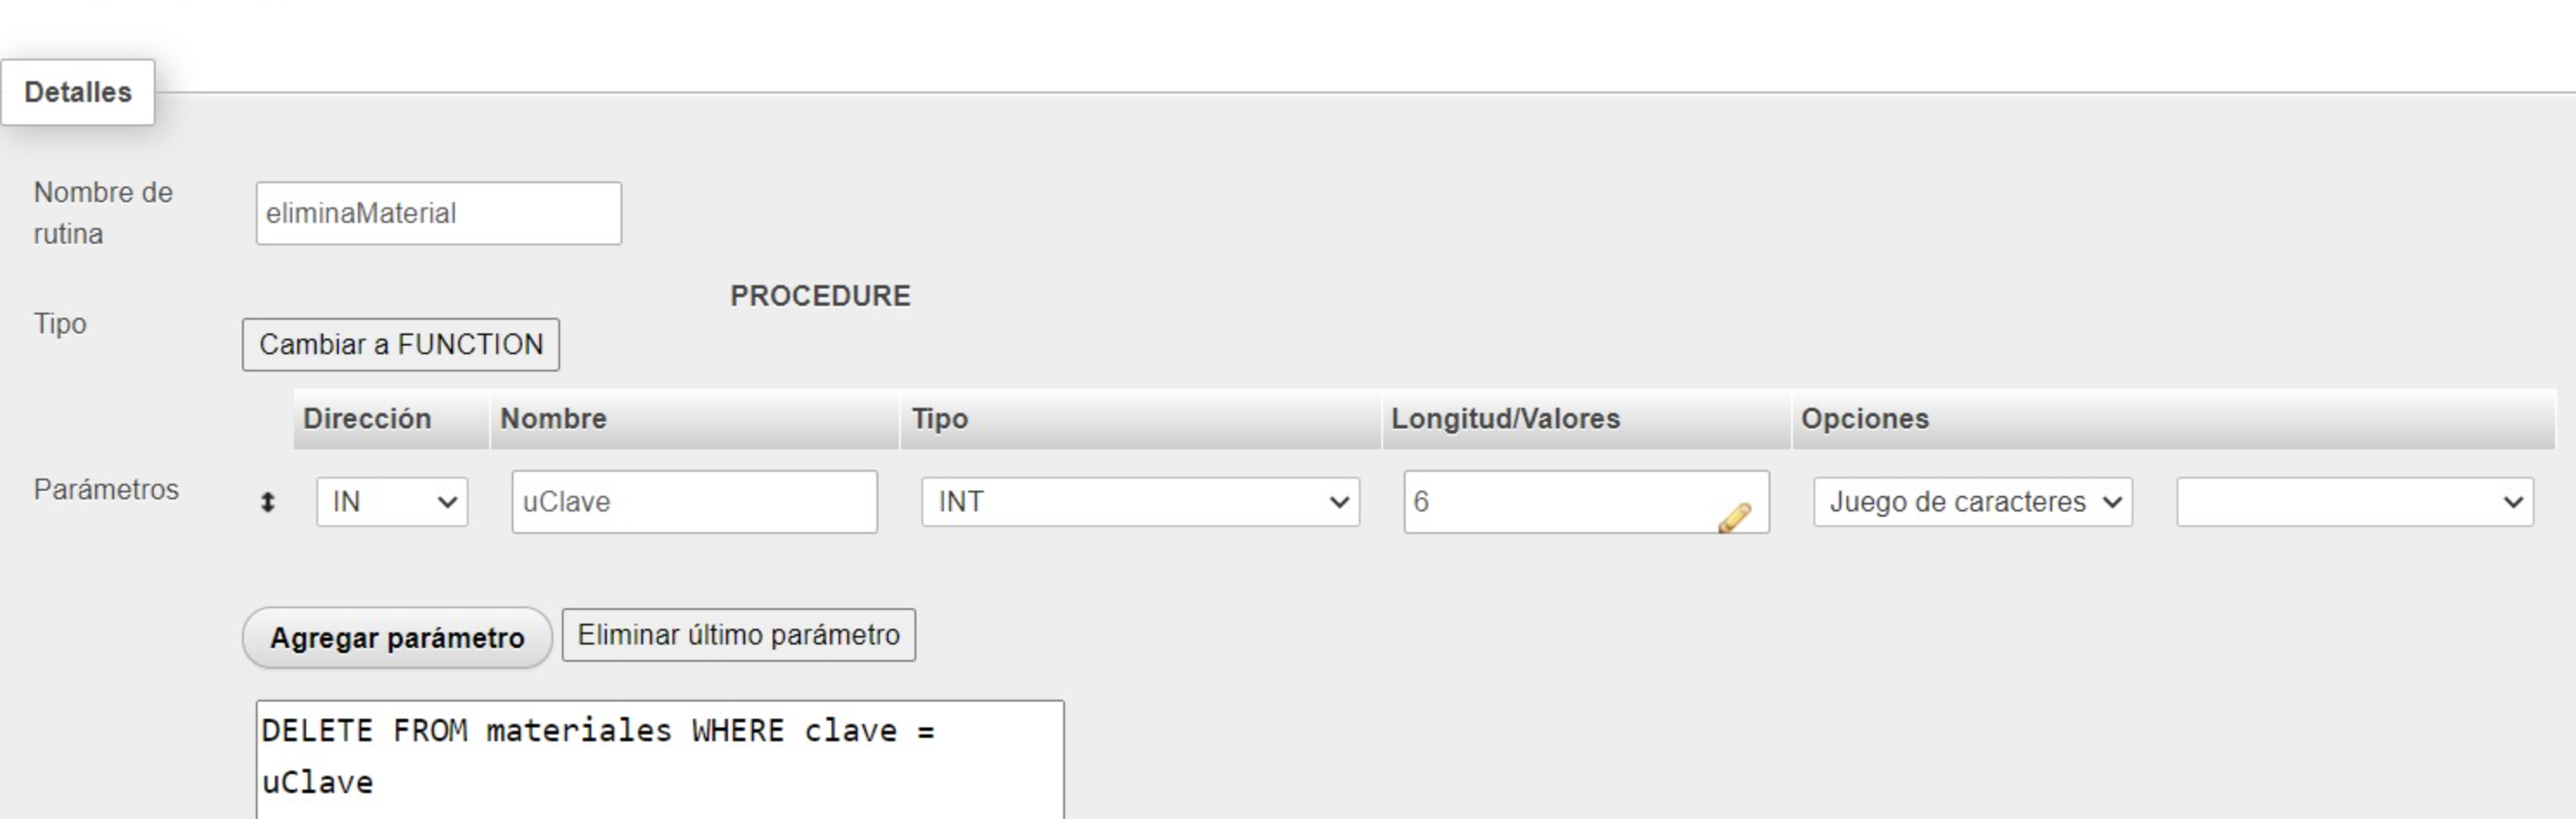 Detalles
Nombre de
rutina
eliminaMaterial
PROCEDURE
Tipo
Cambiar a FUNCTION
Dirección Nombre Tipo Longitud/Valores Opciones
Parámetros IN uClave INT 6 Juego de caracteres
Agregar parámetro Eliminar último parámetro
DELETE FROM materiales WHERE clave =
uClave